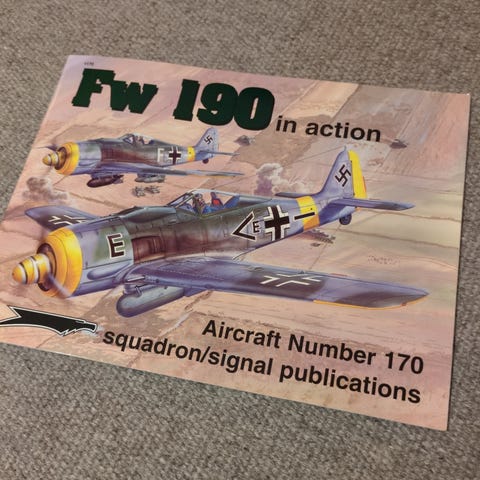 Fw 190 in action
E
E
Aircraft Number 170
squadron/signal publications